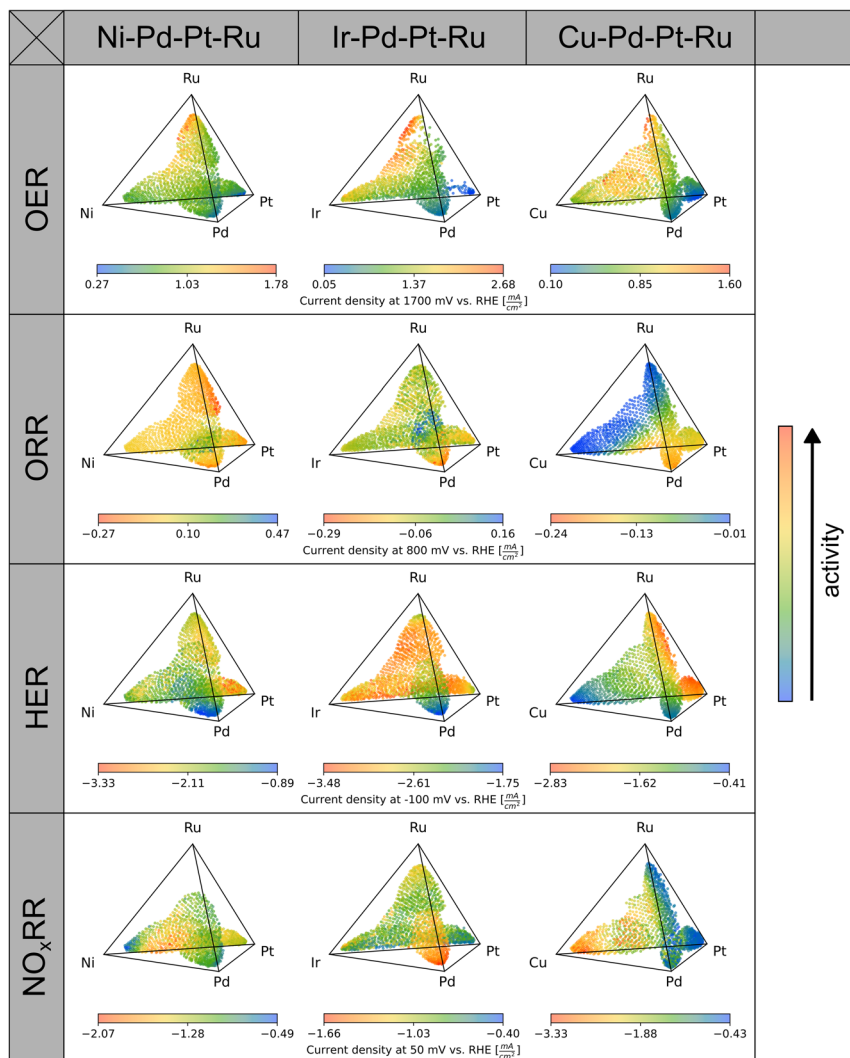 Ni-Pd-Pt-Ru Ir-Pd-Pt-Ru Cu-Pd-Pt-Ru
OER
Ru Ru Ru
Ni Pt Ir Pt Cu Pt
Pd Pd Pd
0.27 1.03 1.78 0.05 1.37 2.68 0.10 0.85 1.60
Current density at 1700 mV vs. RHE [mA/cm²]
ORR
Ru Ru Ru
Ni Pt Ir Pt Cu Pt
Pd Pd Pd
−0.27 0.10 0.47 −0.29 −0.06 0.16 −0.24 −0.13 −0.01
Current density at 800 mV vs. RHE [mA/cm²]
activity
HER
Ru Ru Ru
Ni Pt Ir Pt Cu Pt
Pd Pd Pd
−3.33 −2.11 −0.89 −3.48 −2.61 −1.75 −2.83 −1.62 −0.41
Current density at -100 mV vs. RHE [mA/cm²]
NOxRR
Ru Ru Ru
Ni Pt Ir Pt Cu Pt
Pd Pd Pd
−2.07 −1.28 −0.49 −1.66 −1.03 −0.40 −3.33 −1.88 −0.43
Current density at 50 mV vs. RHE [mA/cm²]